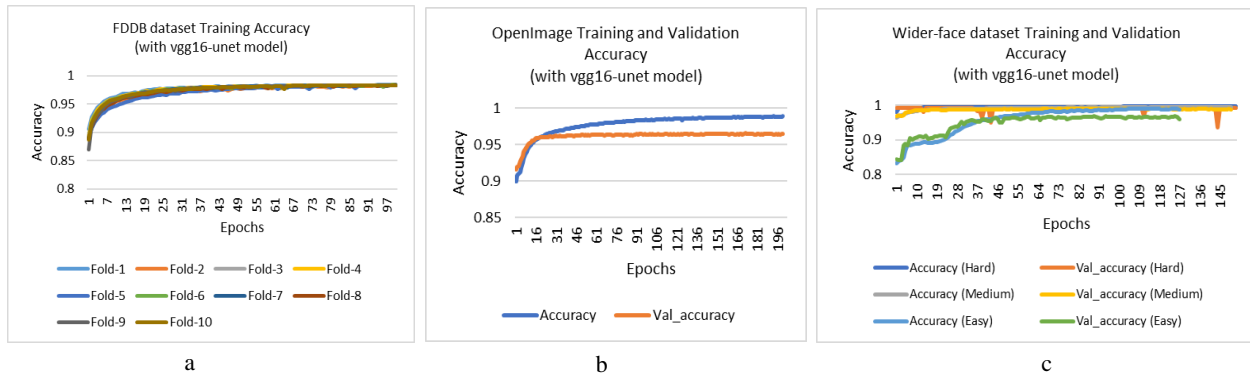 FDDB dataset Training Accuracy
(with vgg16-unet model)
1
0.95
0.9
0.85
0.8
Accuracy
1 7 13 19 25 31 37 43 49 55 61 67 73 79 85 91 97
Epochs
Fold-1 Fold-2 Fold-3 Fold-4
Fold-5 Fold-6 Fold-7 Fold-8
Fold-9 Fold-10
a
OpenImage Training and Validation
Accuracy
(with vgg16-unet model)
1
0.95
0.9
0.85
Accuracy
1 16 31 46 61 76 91 106 121 136 151 166 181 196
Epochs
Accuracy Val_accuracy
b
Wider-face dataset Training and Validation
Accuracy
(with vgg16-unet model)
1
0.9
0.8
0.7
0.6
Accuracy
1 10 19 28 37 46 55 64 73 82 91 100 109 118 127 136 145
Epochs
Accuracy (Hard) Val_accuracy (Hard)
Accuracy (Medium) Val_accuracy (Medium)
Accuracy (Easy) Val_accuracy (Easy)
c